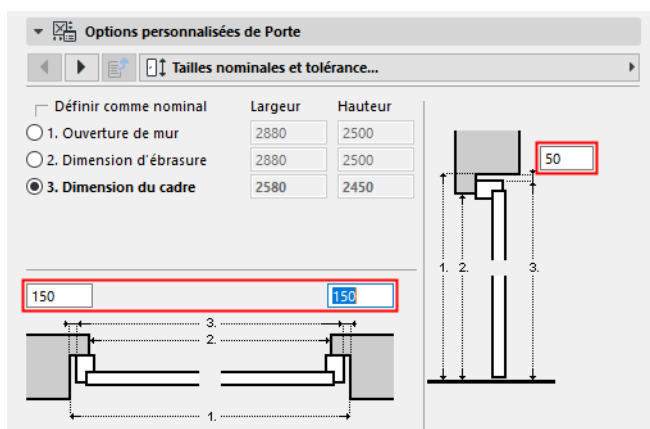 Options personnalisées de Porte
Tailles nominales et tolérance...
Définir comme nominal Largeur Hauteur
1. Ouverture de mur 2880 2500
2. Dimension d'ébrasure 2880 2500
3. Dimension du cadre 2580 2450
50
1. 2. 3.
150 150
3.
2.
1.